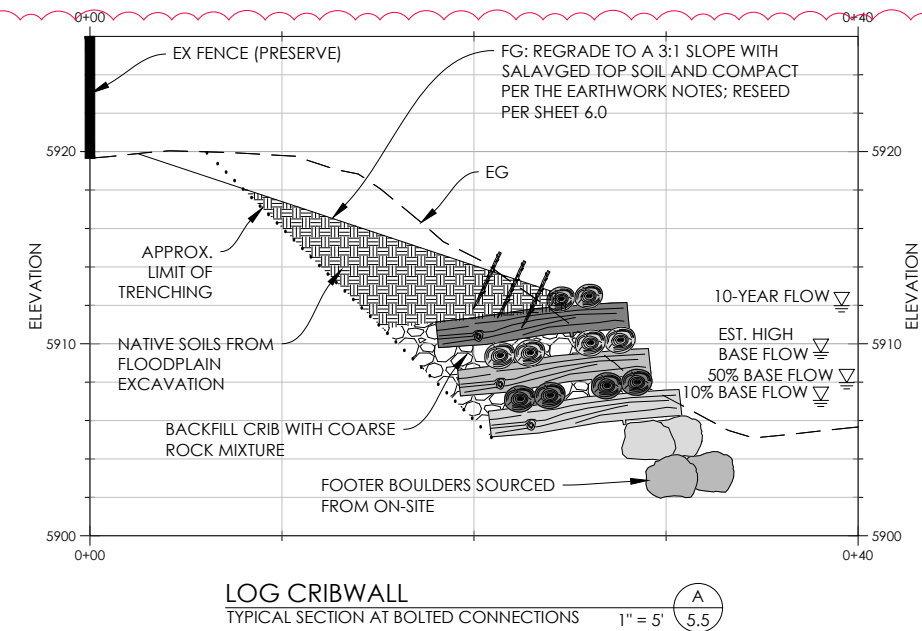 0+00
0+40
EX FENCE (PRESERVE)
FG: REGRADE TO A 3:1 SLOPE WITH
SALAVGED TOP SOIL AND COMPACT
PER THE EARTHWORK NOTES; RESEED
PER SHEET 6.0
5920
5920
EG
APPROX.
LIMIT OF
TRENCHING
ELEVATION
ELEVATION
10-YEAR FLOW
NATIVE SOILS FROM
FLOODPLAIN
EXCAVATION
5910
5910
EST. HIGH
BASE FLOW
50% BASE FLOW
10% BASE FLOW
BACKFILL CRIB WITH COARSE
ROCK MIXTURE
FOOTER BOULDERS SOURCED
FROM ON-SITE
5900
5900
0+00
0+40
LOG CRIBWALL
TYPICAL SECTION AT BOLTED CONNECTIONS
1" = 5'
A
5.5